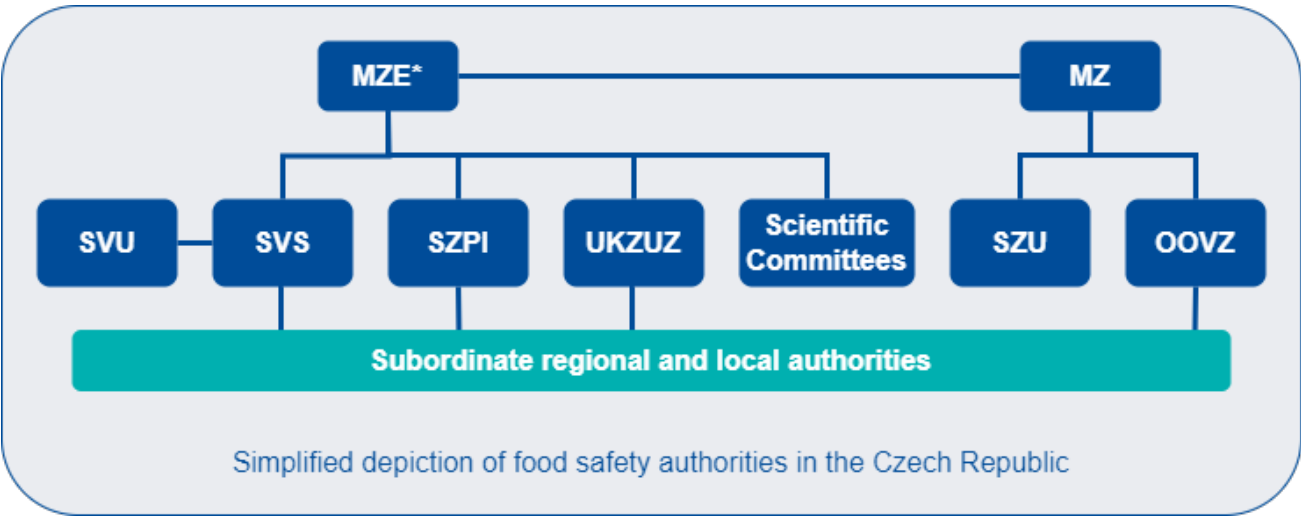 MZE*
MZ
SVU
SVS
SZPI
UKZUZ
Scientific
Committees
SZU
OOVZ
Subordinate regional and local authorities
Simplified depiction of food safety authorities in the Czech Republic